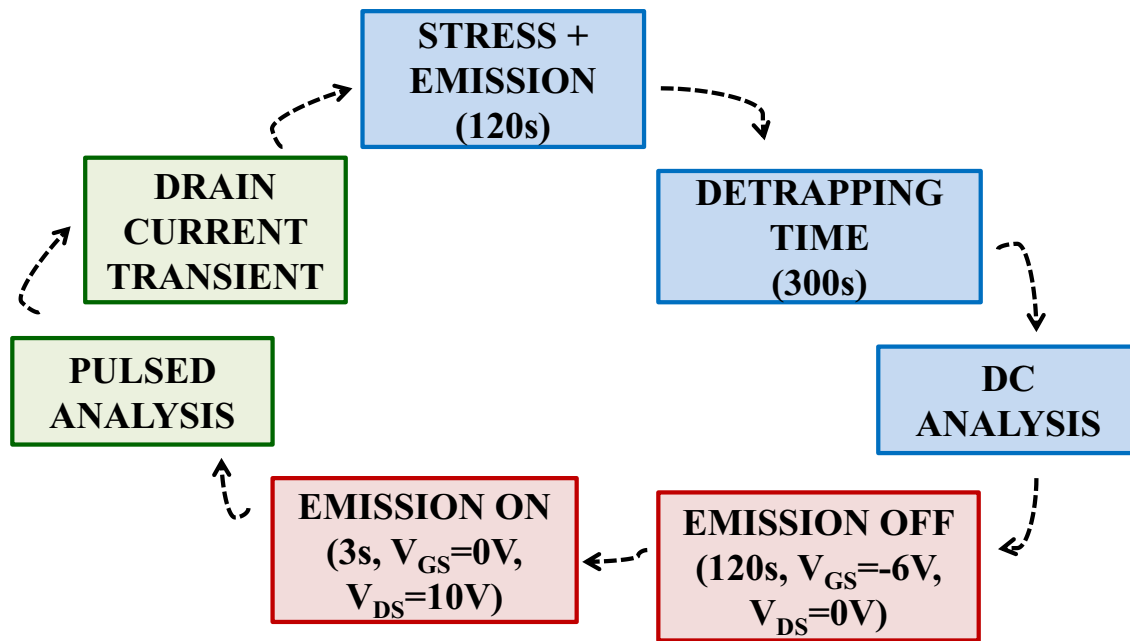 STRESS +
EMISSION
(120s)
DETRAPPING
TIME
(300s)
DC
ANALYSIS
EMISSION OFF
(120s, VGS=-6V,
VDS=0V)
EMISSION ON
(3s, VGS=0V,
VDS=10V)
PULSED
ANALYSIS
DRAIN
CURRENT
TRANSIENT